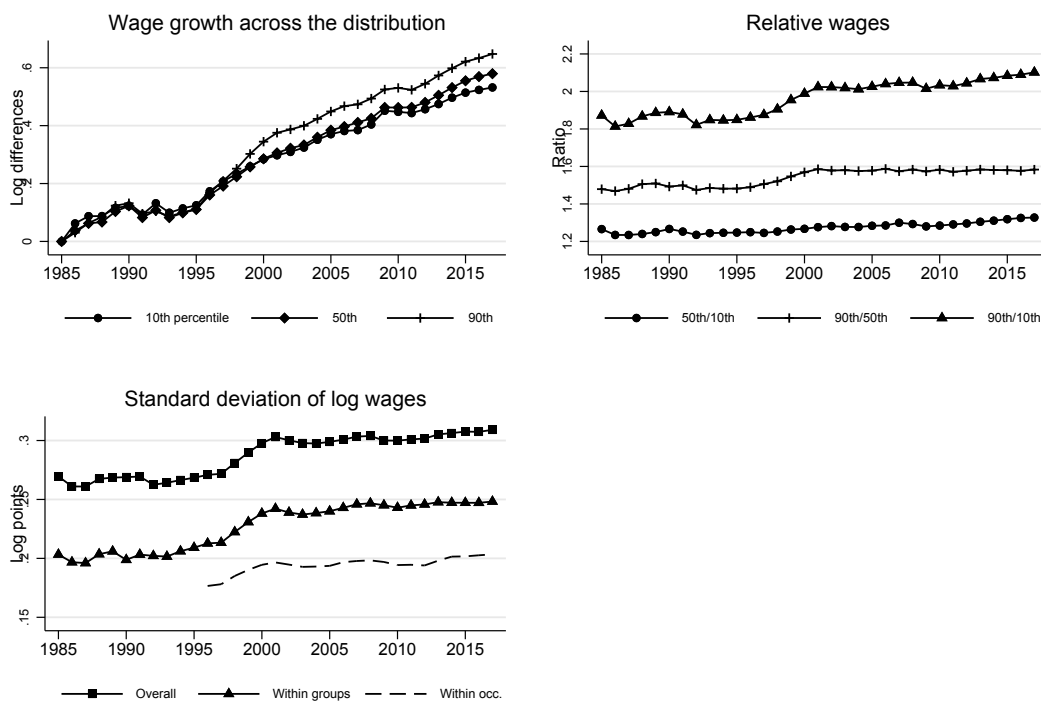 Wage growth across the distribution
Log differences
0 .2 .4 .6
1985 1990 1995 2000 2005 2010 2015
10th percentile 50th 90th
Relative wages
Ratio
1.2 1.4 1.6 1.8 2 2.2
1985 1990 1995 2000 2005 2010 2015
50th/10th 90th/50th 90th/10th
Standard deviation of log wages
Log points
.15 .2 .25 .3
1985 1990 1995 2000 2005 2010 2015
Overall Within groups Within occ.